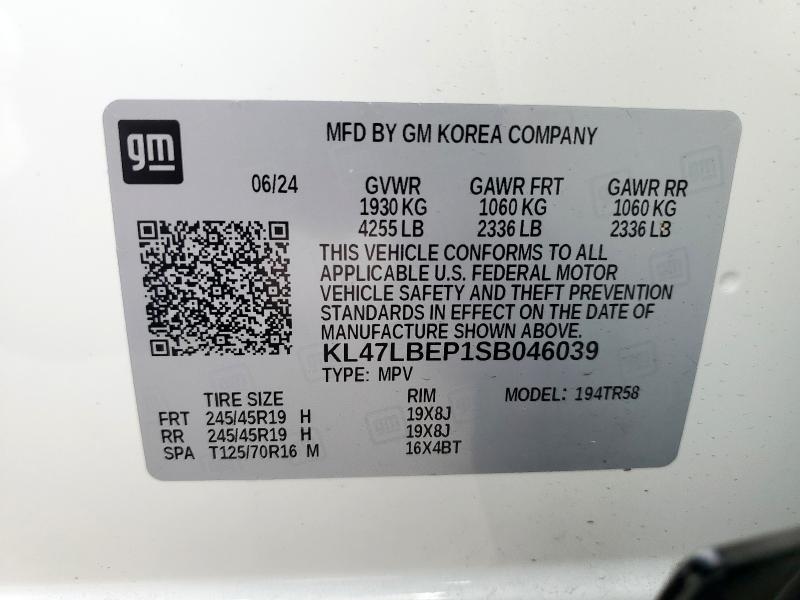 gm
MFD BY GM KOREA COMPANY
06/24 GVWR GAWR FRT GAWR RR
1930 KG 1060 KG 1060 KG
4255 LB 2336 LB 2336 LB
THIS VEHICLE CONFORMS TO ALL
APPLICABLE U.S. FEDERAL MOTOR
VEHICLE SAFETY AND THEFT PREVENTION
STANDARDS IN EFFECT ON THE DATE OF
MANUFACTURE SHOWN ABOVE.
KL47LBEP1SB046039
TYPE: MPV
TIRE SIZE RIM MODEL: 194TR58
FRT 245/45R19 H 19X8J
RR 245/45R19 H 19X8J
SPA T125/70R16 M 16X4BT